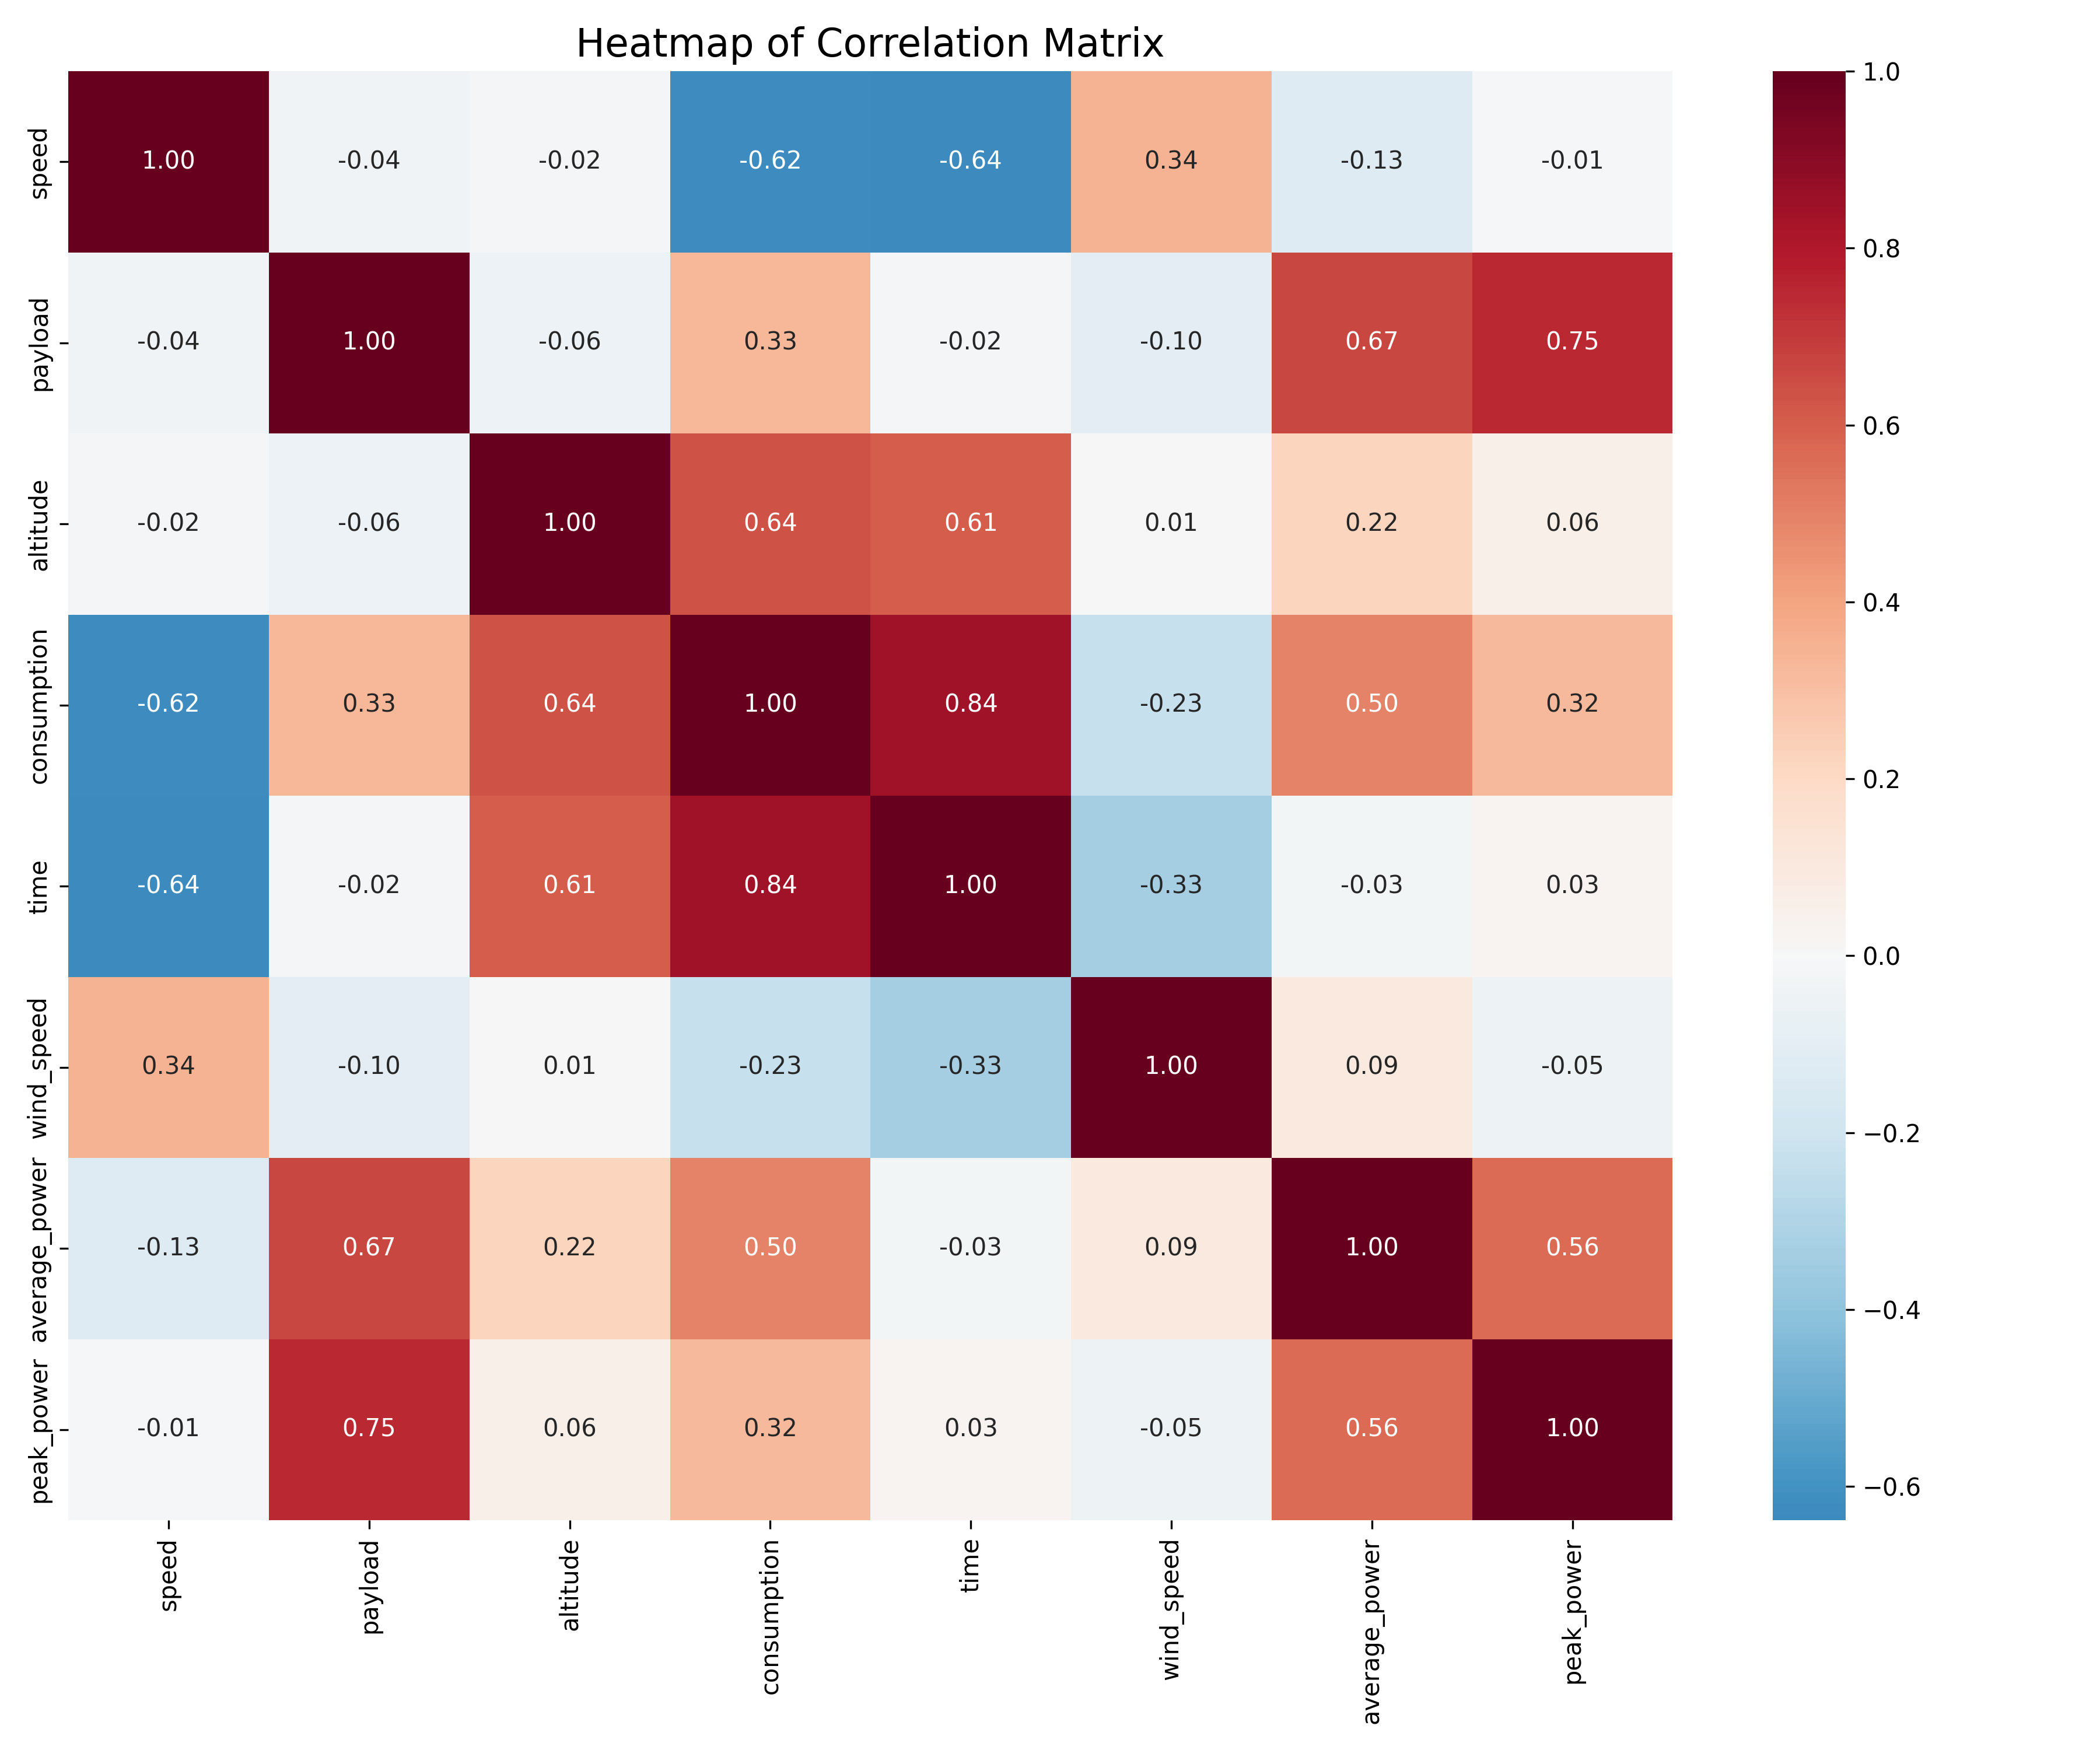 Heatmap of Correlation Matrix
speed 1.00 -0.04 -0.02 -0.62 -0.64 0.34 -0.13 -0.01
payload -0.04 1.00 -0.06 0.33 -0.02 -0.10 0.67 0.75
altitude -0.02 -0.06 1.00 0.64 0.61 0.01 0.22 0.06
consumption -0.62 0.33 0.64 1.00 0.84 -0.23 0.50 0.32
time -0.64 -0.02 0.61 0.84 1.00 -0.33 -0.03 0.03
wind_speed 0.34 -0.10 0.01 -0.23 -0.33 1.00 0.09 -0.05
average_power -0.13 0.67 0.22 0.50 -0.03 0.09 1.00 0.56
peak_power -0.01 0.75 0.06 0.32 0.03 -0.05 0.56 1.00
speed payload altitude consumption time wind_speed average_power peak_power
1.0
0.8
0.6
0.4
0.2
0.0
−0.2
−0.4
−0.6